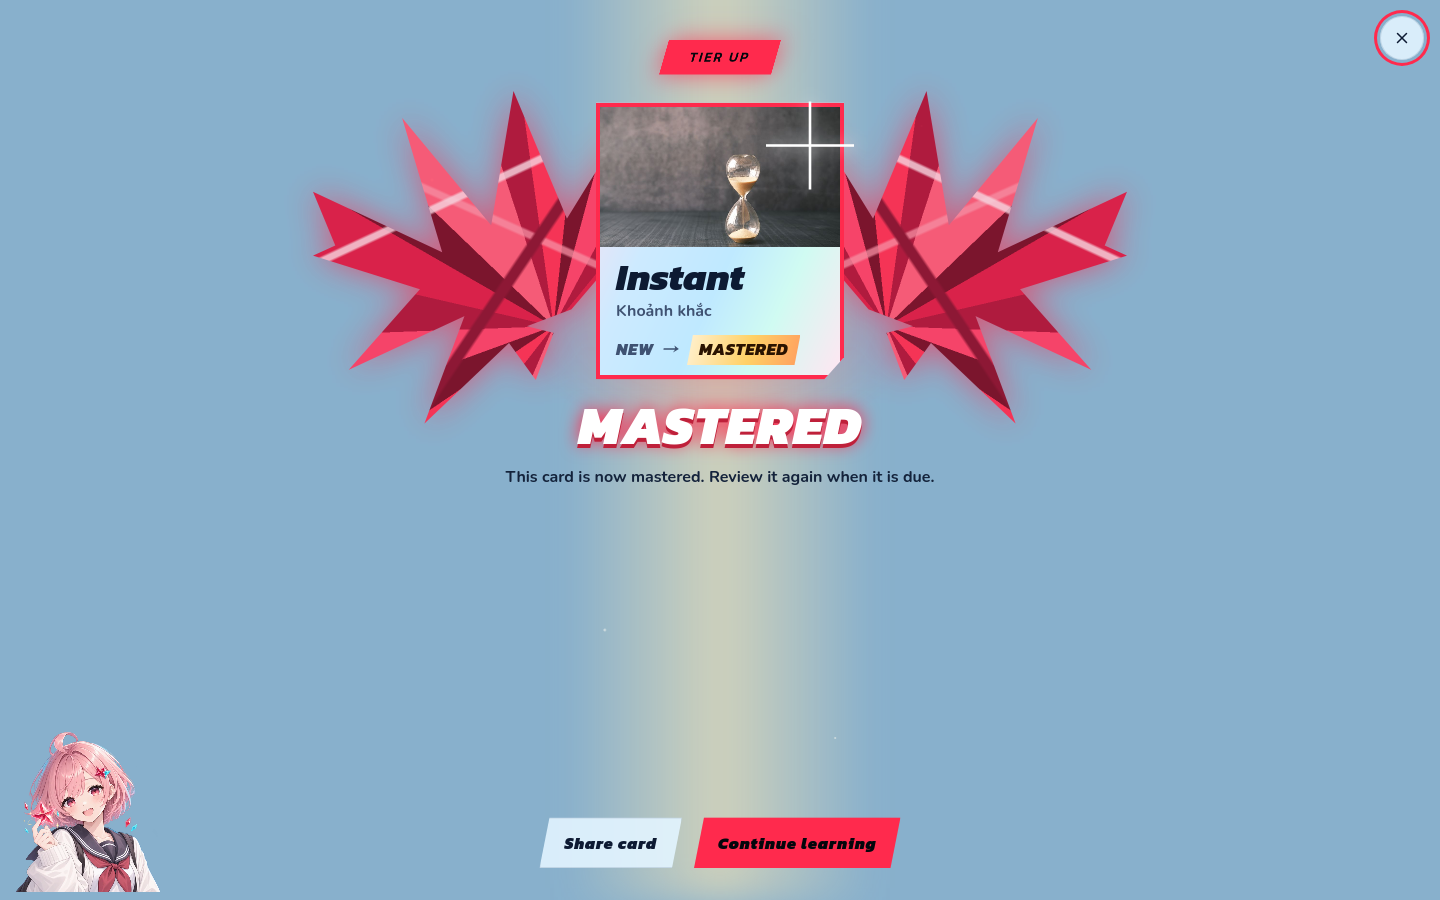 TIER UP
Instant
Khoảnh khắc
NEW → MASTERED
MASTERED
This card is now mastered. Review it again when it is due.
Share card
Continue learning